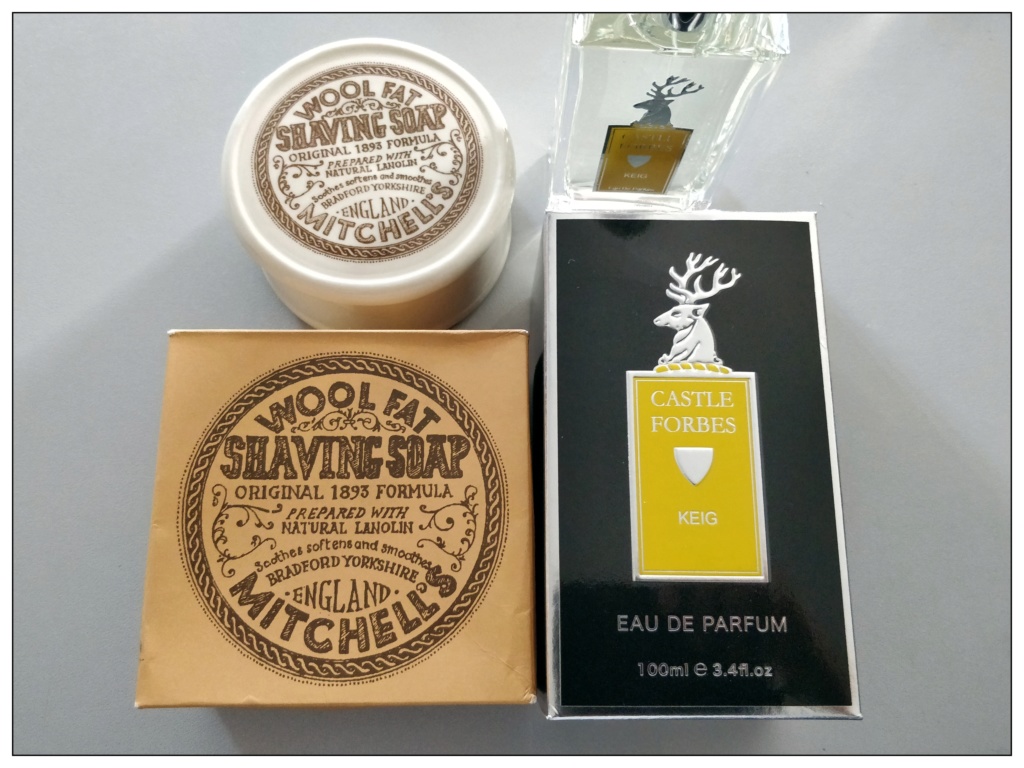 WOOL FAT
SHAVING SOAP
ORIGINAL 1893 FORMULA
PREPARED WITH
NATURAL LANOLIN
Soothes softens and smoothes
BRADFORD YORKSHIRE
·ENGLAND·
MITCHELL'S
CASTLE
FORBES
KEIG
WOOL FAT
SHAVING SOAP
ORIGINAL 1893 FORMULA
PREPARED WITH
NATURAL LANOLIN
Soothes softens and smoothes
BRADFORD YORKSHIRE
·ENGLAND·
MITCHELL'S
CASTLE
FORBES
KEIG
EAU DE PARFUM
100ml ℮ 3.4fl.oz